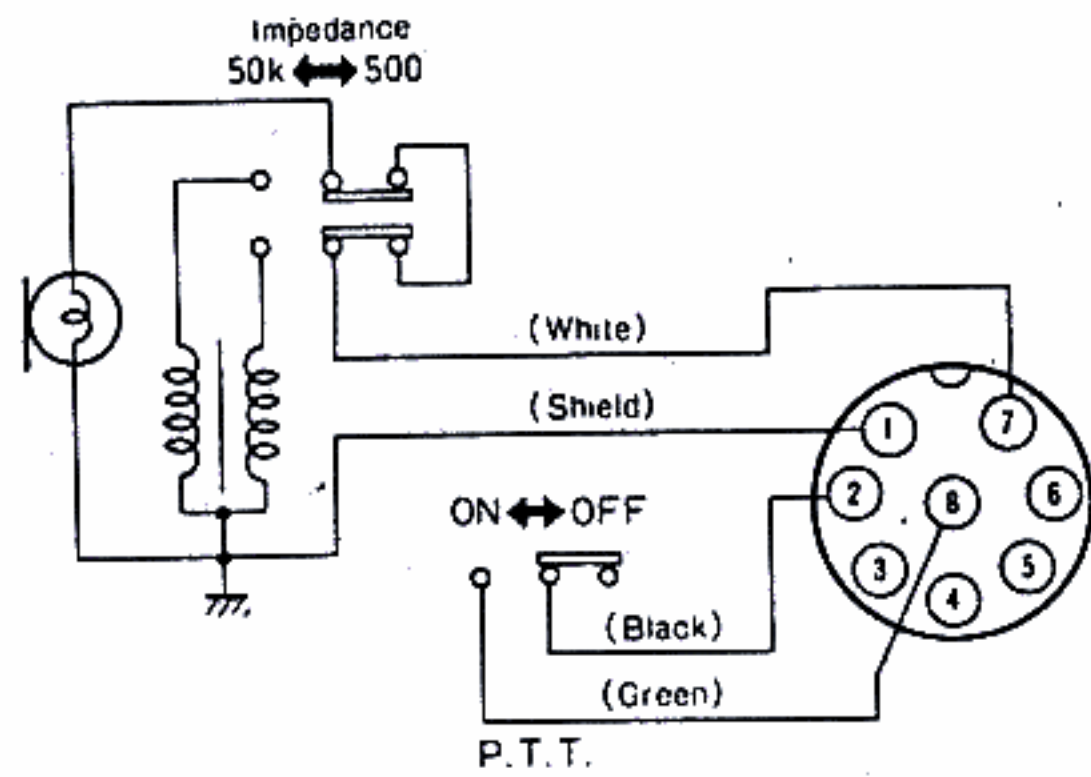 Impedance
50k 500
(White)
(Shield)
1
7
2
8
6
ON OFF
3
5
4
(Black)
(Green)
P.T.T.